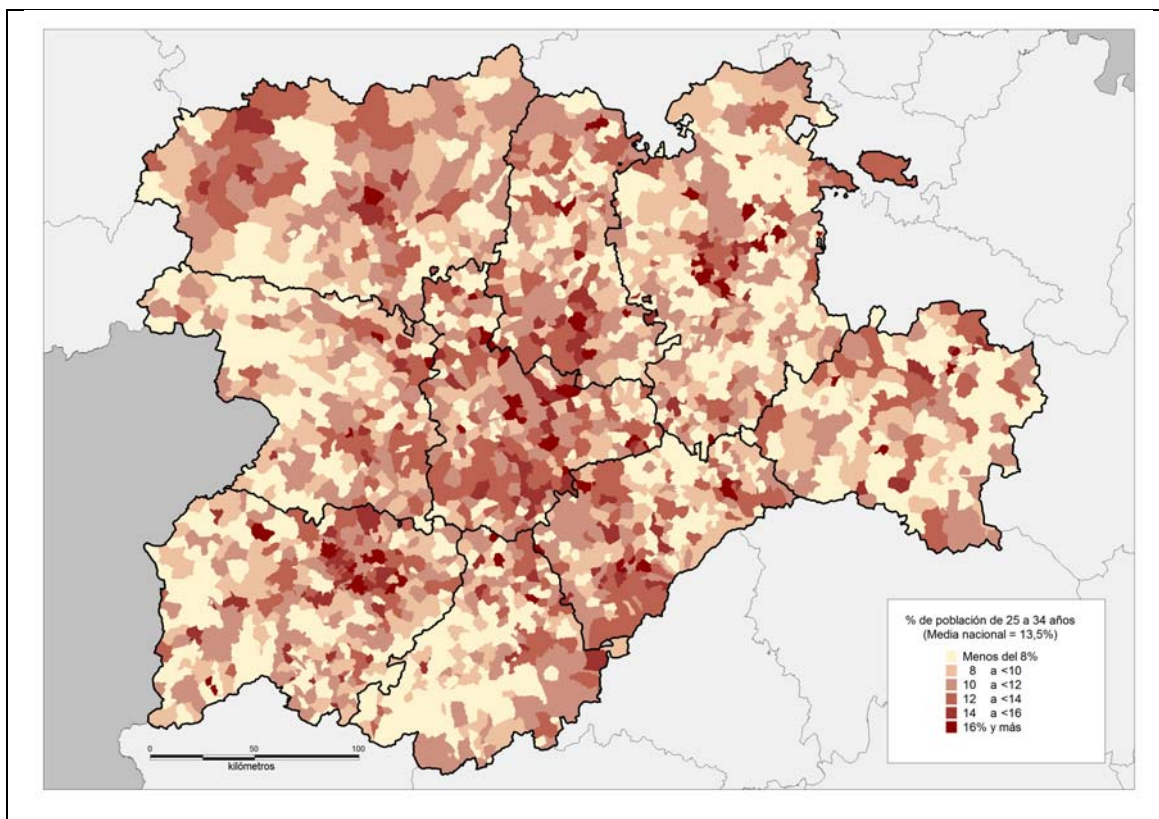 % de población de 25 a 34 años
(Media nacional = 13,5%)
Menos del 8%
8 a <10
10 a <12
12 a <14
14 a <16
16% y más
0 50 100
kilómetros